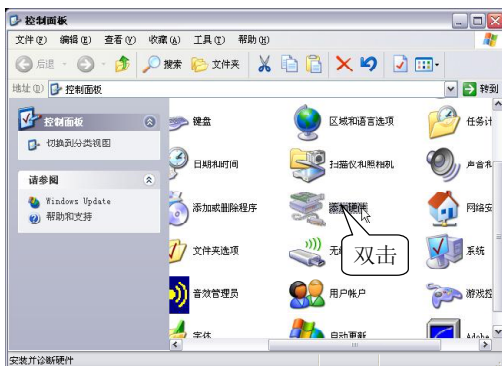 控制面板
文件(F) 编辑(E) 查看(V) 收藏(A) 工具(T) 帮助(H)
后退 搜索 文件夹
地址(D) 控制面板 转到
控制面板
切换到分类视图
请参阅
Windows Update
帮助和支持
键盘 区域和语言选项 任务计
日期和时间 扫描仪和照相机 声音和
添加或删除程序 添加硬件 网络安
文件夹选项 无 系统
双击
音效管理员 用户帐户 游戏控
字体 自动更新 Adobe
安装并诊断硬件